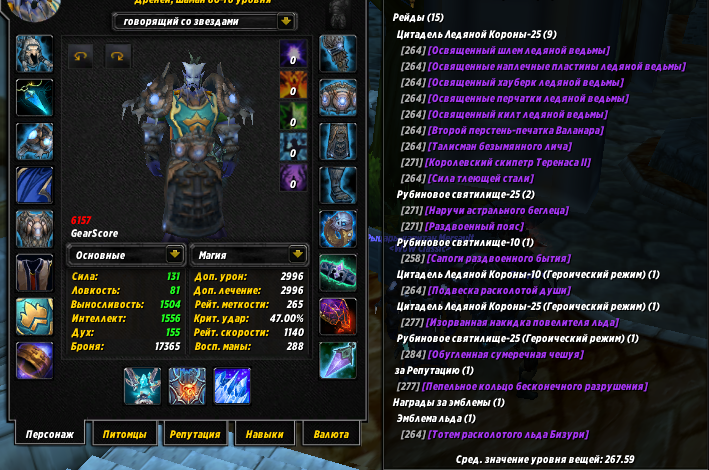 Дреней, шаман 80-го уровня
говорящий со звездами
0
0
0
0
0
6157
GearScore
Основные
Магия
Сила: 131
Ловкость: 81
Выносливость: 1504
Интеллект: 1556
Дух: 155
Броня: 17365
Доп. урон: 2996
Доп. лечение: 2996
Рейт. меткости: 265
Крит. удар: 47.00%
Рейт. скорости: 1140
Восп. маны: 288
Персонаж
Питомцы
Репутация
Навыки
Валюта
Рейды (15)
Цитадель Ледяной Короны-25 (9)
[264] [Освященный шлем ледяной ведьмы]
[264] [Освященные наплечные пластины ледяной ведьмы]
[264] [Освященный хауберк ледяной ведьмы]
[264] [Освященные перчатки ледяной ведьмы]
[264] [Освященный килт ледяной ведьмы]
[264] [Второй перстень-печатка Валанара]
[264] [Талисман безымянного лича]
[271] [Королевский скипетр Теренаса II]
[264] [Сила тлеющей стали]
Рубиновое святилище-25 (2)
[271] [Наручи астрального беглеца]
[271] [Раздвоенный пояс]
Рубиновое святилище-10 (1)
[258] [Сапоги раздвоенного бытия]
Цитадель Ледяной Короны-10 (Героический режим) (1)
[264] [Подвеска расколотой души]
Цитадель Ледяной Короны-25 (Героический режим) (1)
[277] [Изорванная накидка повелителя льда]
Рубиновое святилище-25 (Героический режим) (1)
[284] [Обугленная сумеречная чешуя]
за Репутацию (1)
[277] [Пепельное кольцо бесконечного разрушения]
Награды за эмблемы (1)
Эмблема льда (1)
[264] [Тотем расколотого льда Бизури]
Сред. значение уровня вещей: 267.59